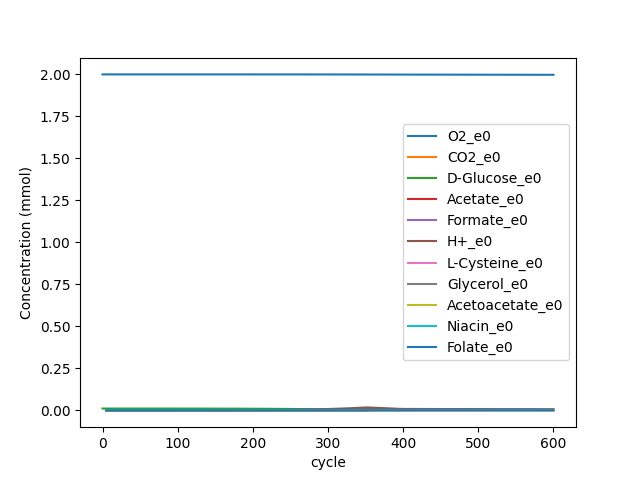 2.00
1.75
1.50
1.25
1.00
0.75
0.50
0.25
0.00
Concentration (mmol)
O2_e0
CO2_e0
D-Glucose_e0
Acetate_e0
Formate_e0
H+_e0
L-Cysteine_e0
Glycerol_e0
Acetoacetate_e0
Niacin_e0
Folate_e0
0 100 200 300 400 500 600
cycle